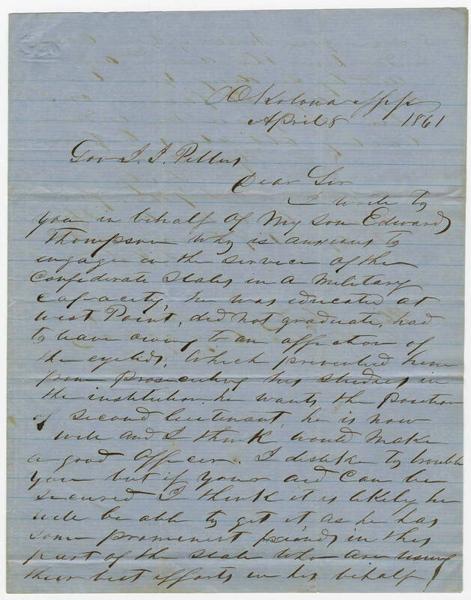 Okolona Miss
April 8 1861
Gov J. J. Pettus
Dear Sir
I write to
you in behalf of My Son Edward
Thompson who is anxious to
engage in the service of the
Confederate States in a Military
capacity, he was educated at
West Point, did not graduate, had
to leave owing to an affection of
the eyelids, which prevented him
from prosecuting his studies in
the institution. he wants the position
of Second lieutenant he is now
well and I think would make
a good officer. I dislike to trouble
you but if your aid can be
secured I think it is likely he
will be able to get it as he has
some prominent friends in this
part of the state who are using
their best efforts in his behalf